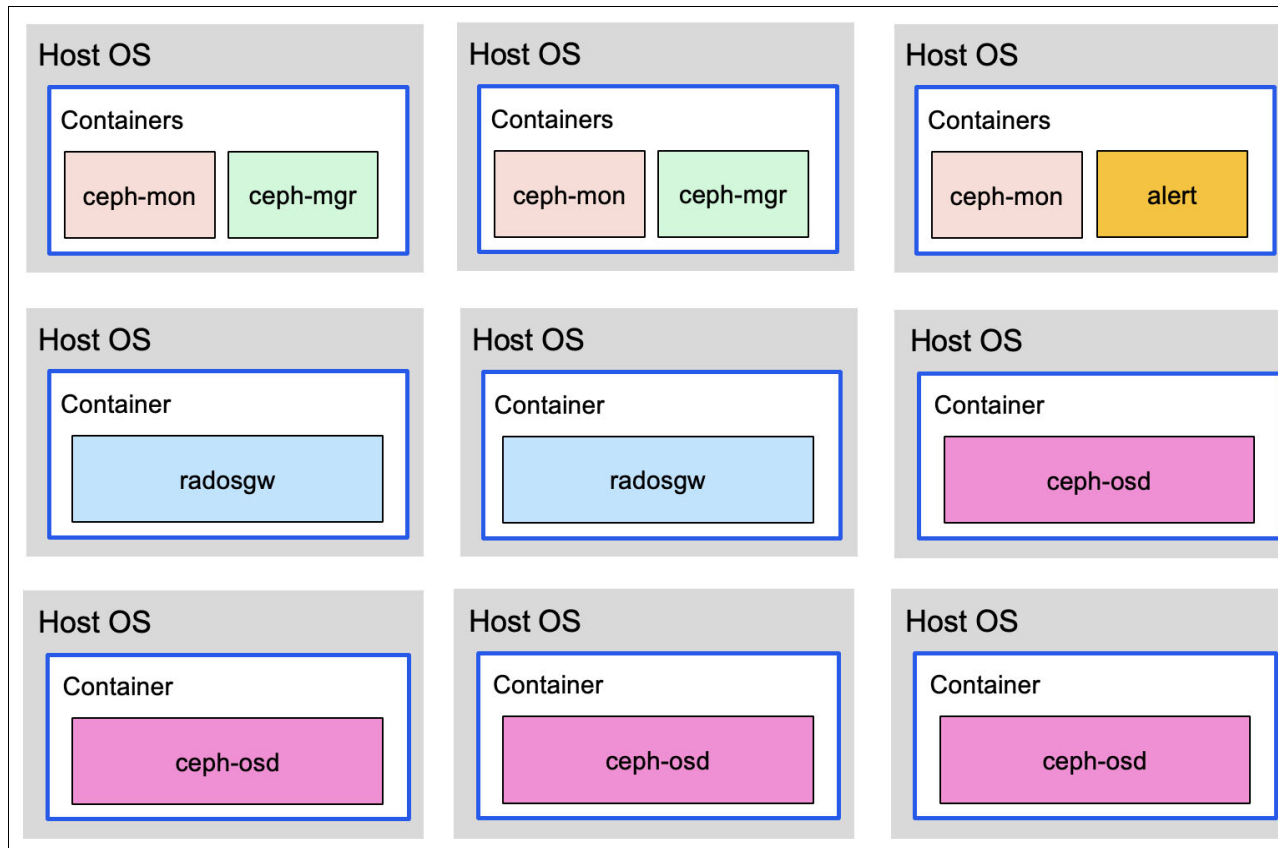 Host OS
Containers
ceph-mon
ceph-mgr
Host OS
Containers
ceph-mon
ceph-mgr
Host OS
Containers
ceph-mon
alert
Host OS
Container
radosgw
Host OS
Container
radosgw
Host OS
Container
ceph-osd
Host OS
Container
ceph-osd
Host OS
Container
ceph-osd
Host OS
Container
ceph-osd